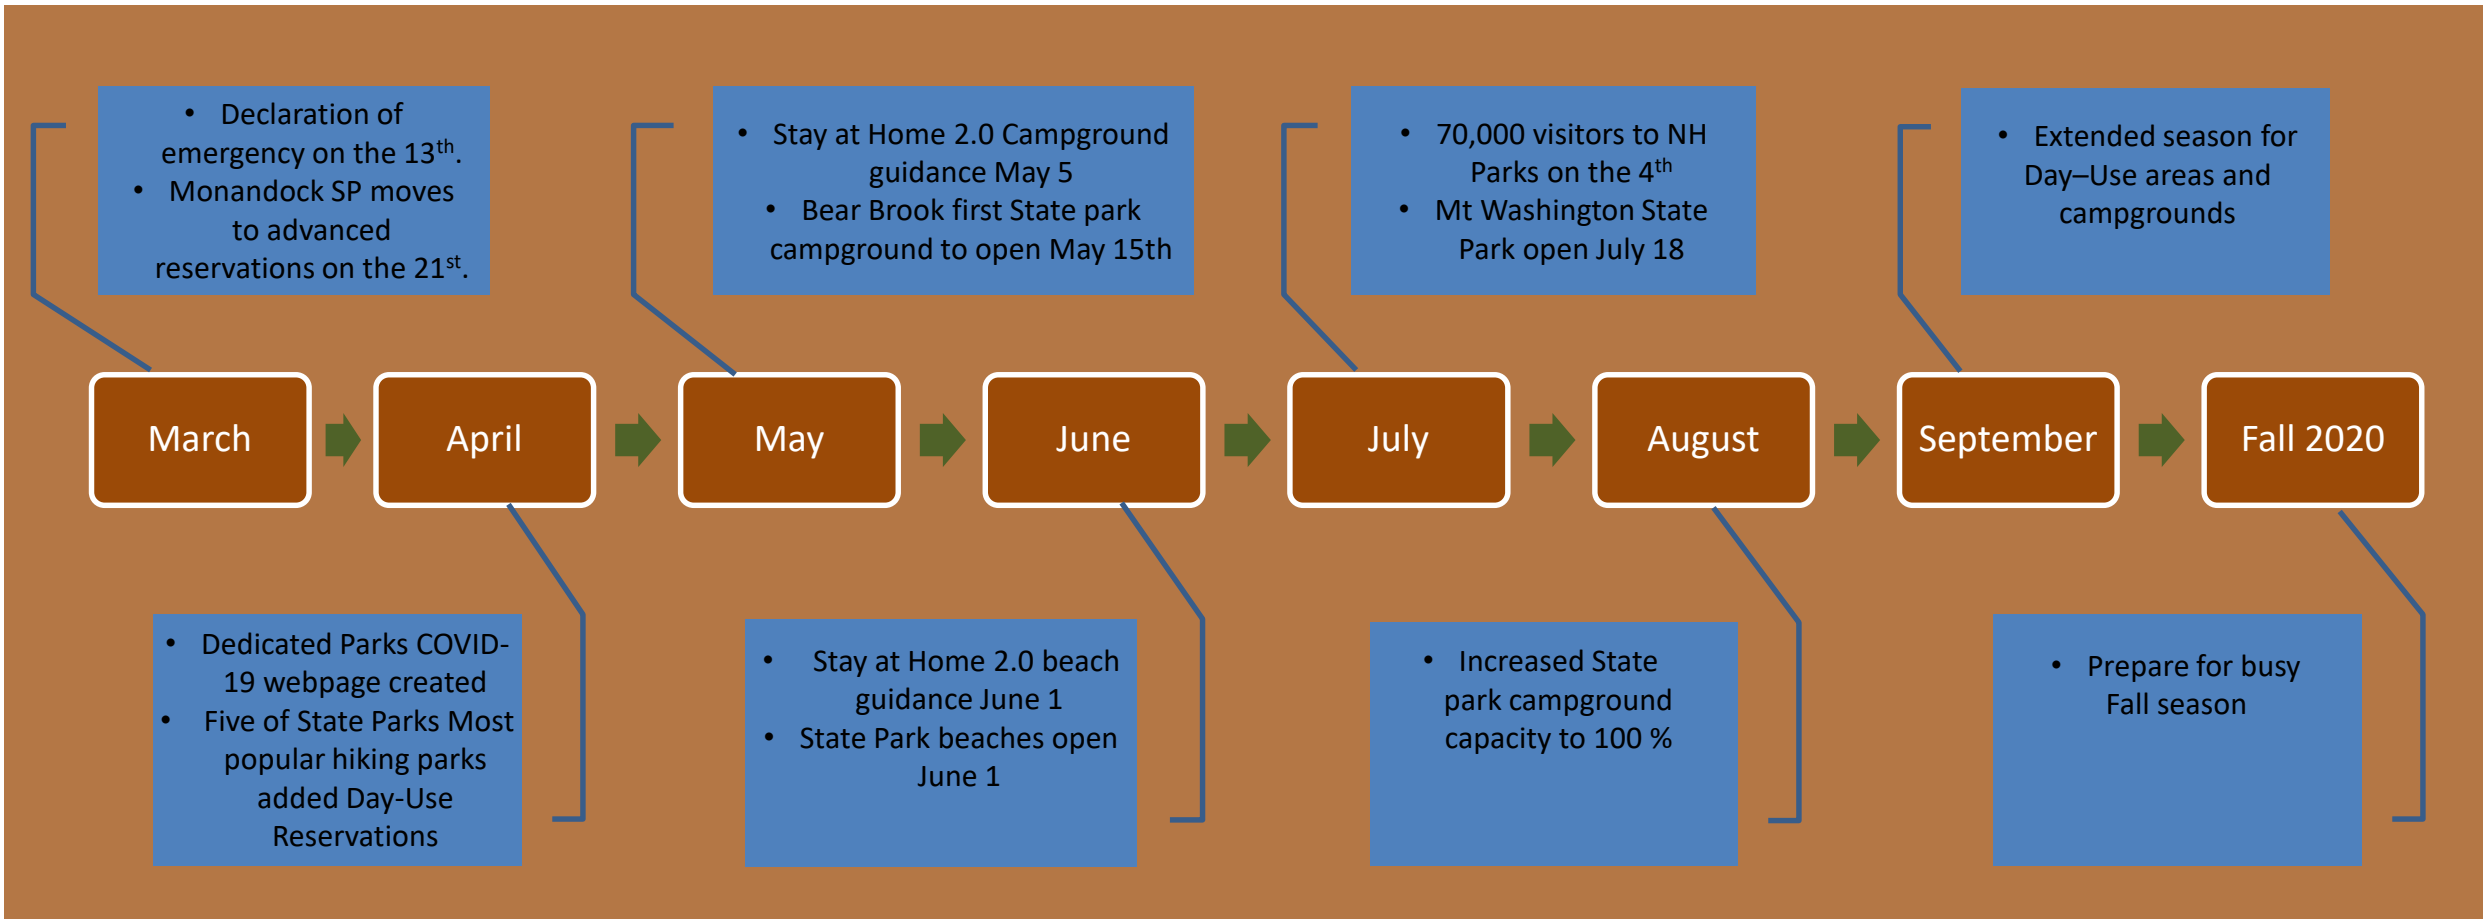 • Declaration of
emergency on the 13th.
• Monandock SP moves
to advanced
reservations on the 21st.
• Stay at Home 2.0 Campground
guidance May 5
• Bear Brook first State park
campground to open May 15th
• 70,000 visitors to NH
Parks on the 4th
• Mt Washington State
Park open July 18
• Extended season for
Day–Use areas and
campgrounds
March
April
May
June
July
August
September
Fall 2020
• Dedicated Parks COVID-
19 webpage created
• Five of State Parks Most
popular hiking parks
added Day-Use
Reservations
• Stay at Home 2.0 beach
guidance June 1
• State Park beaches open
June 1
• Increased State
park campground
capacity to 100 %
• Prepare for busy
Fall season